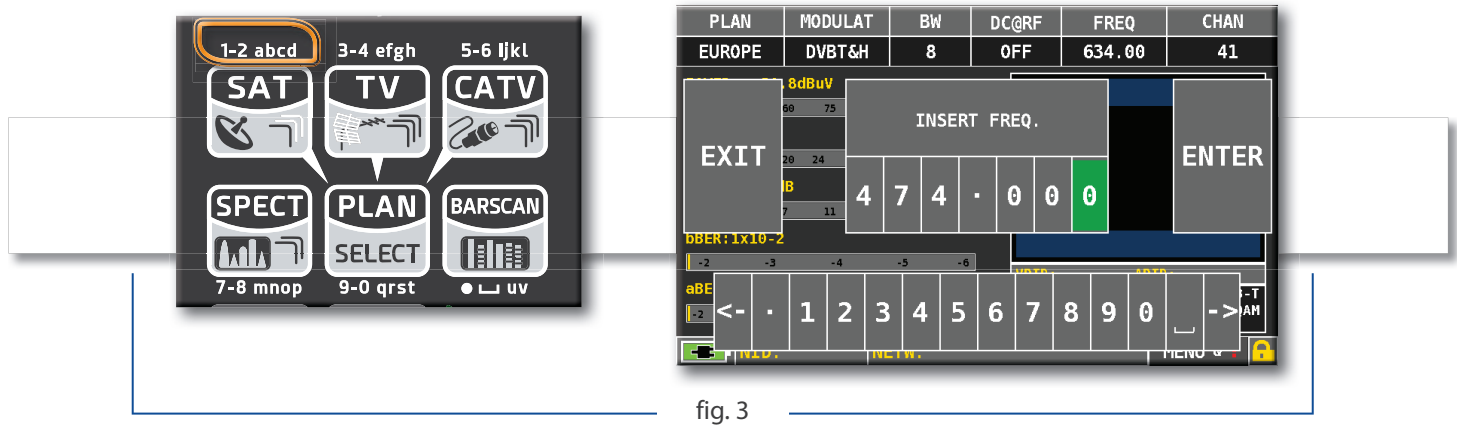 1-2 abcd 3-4 efgh 5-6 Ijkl
SAT TV CATV
SPECT PLAN BARSCAN
SELECT
7-8 mnop 9-0 qrst ● ⎵ uv
PLAN MODULAT BW DC@RF FREQ CHAN
EUROPE DVBT&H 8 OFF 634.00 41
.8dBuV
60 75
INSERT FREQ.
EXIT ENTER
20 24
4 7 4 . 0 0 0
7 11
bBER:1x10-2
-2 -3 -4 -5 -6
aBE
-2
<- . 1 2 3 4 5 6 7 8 9 0 ⎵ ->
NID: NETW:
MENU &
fig. 3